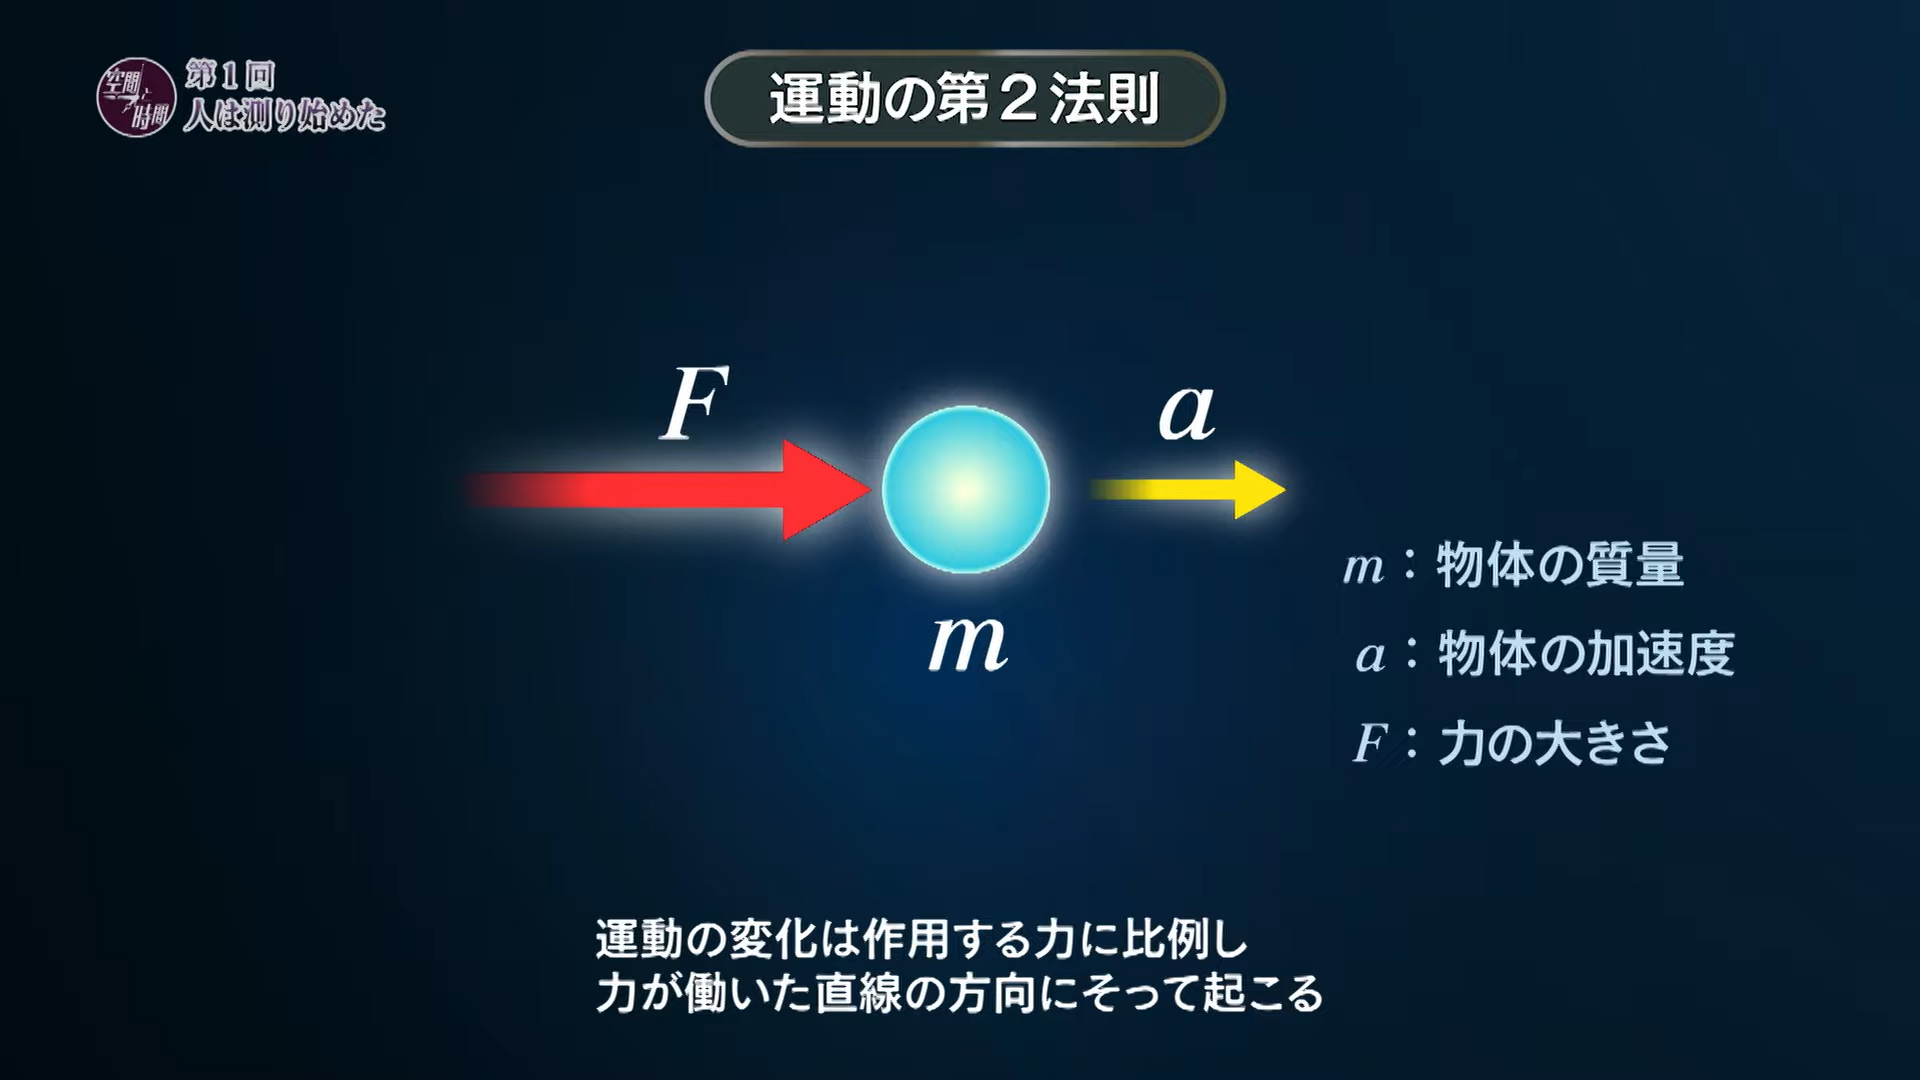 空間と時間
第1回
人は測り始めた
運動の第2法則
F
a
m
m：物体の質量
a：物体の加速度
F：力の大きさ
運動の変化は作用する力に比例し
力が働いた直線の方向にそって起こる